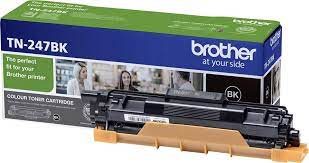 TN-247BK
The perfect
fit for your
Brother printer
brother
at your side
BK
COLOUR TONER CARTRIDGE